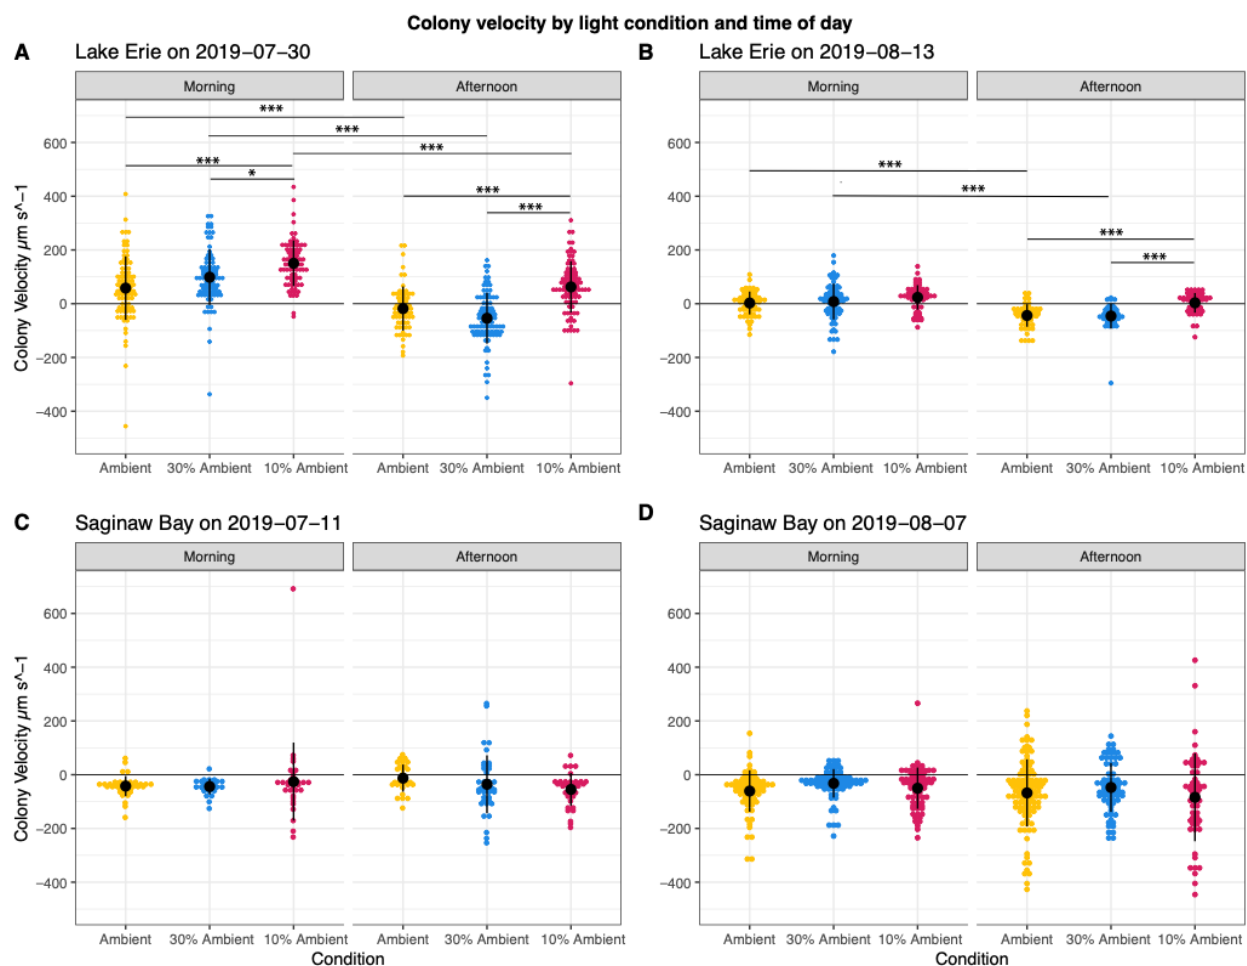 Colony velocity by light condition and time of day
A Lake Erie on 2019−07−30
Morning Afternoon
*** 
***
***
***
*
***
***
600
400
200
0
−200
−400
Colony Velocity µm s^−1
Ambient 30% Ambient 10% Ambient Ambient 30% Ambient 10% Ambient
B Lake Erie on 2019−08−13
Morning Afternoon
***
***
***
***
600
400
200
0
−200
−400
Ambient 30% Ambient 10% Ambient Ambient 30% Ambient 10% Ambient
C Saginaw Bay on 2019−07−11
Morning Afternoon
600
400
200
0
−200
−400
Colony Velocity µm s^−1
Ambient 30% Ambient 10% Ambient Ambient 30% Ambient 10% Ambient
Condition
D Saginaw Bay on 2019−08−07
Morning Afternoon
600
400
200
0
−200
−400
Ambient 30% Ambient 10% Ambient Ambient 30% Ambient 10% Ambient
Condition